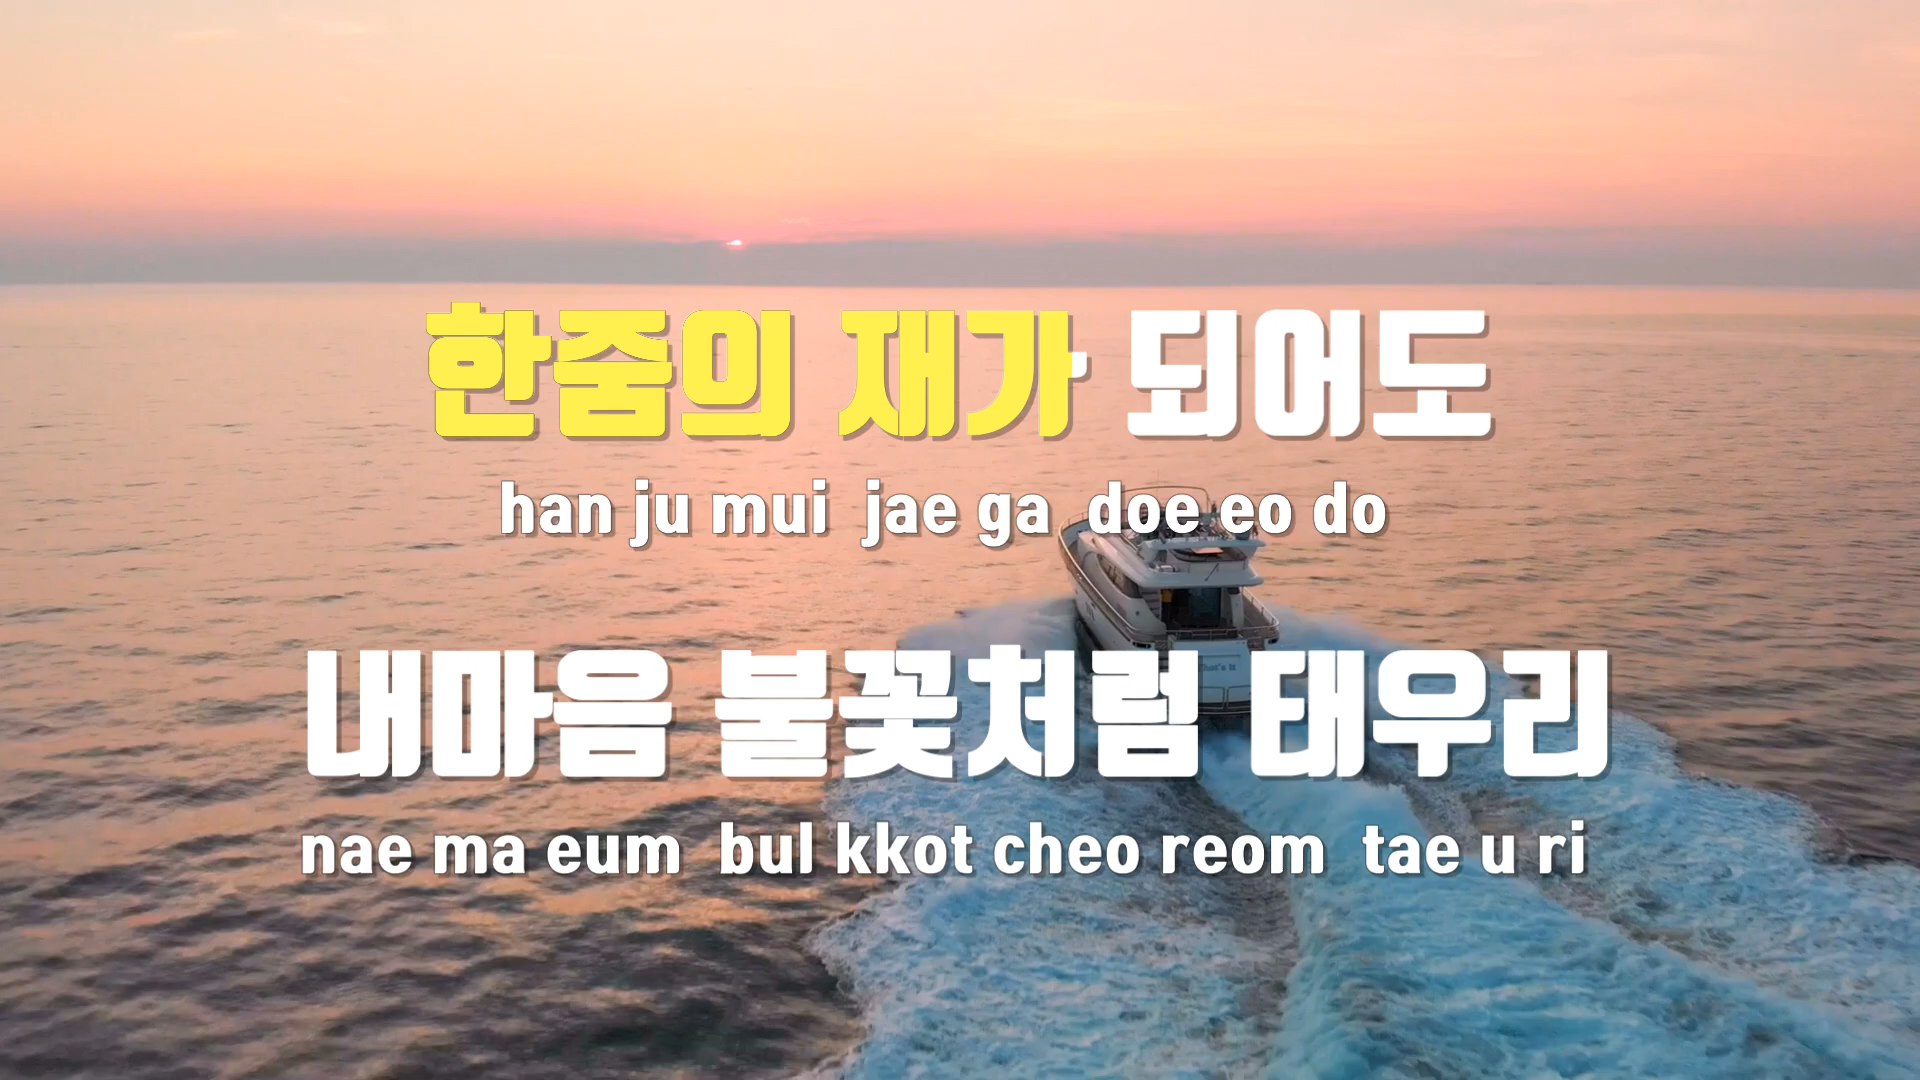 한줌의 재가 되어도
han ju mui jae ga doe eo do
내마음 불꽃처럼 태우리
nae ma eum bul kkot cheo reom tae u ri